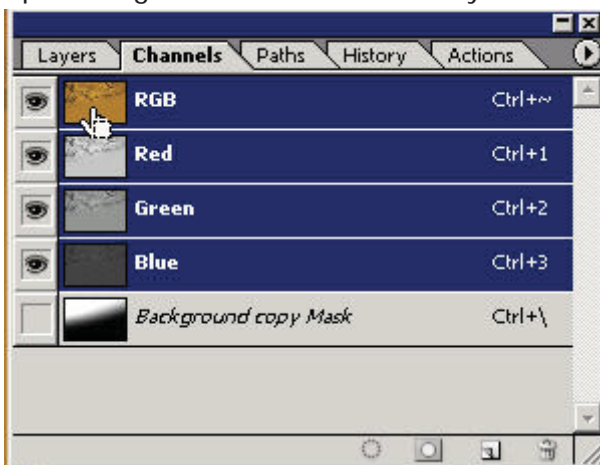 Layers Channels Paths History Actions
RGB Ctrl+~
Red Ctrl+1
Green Ctrl+2
Blue Ctrl+3
Background copy Mask Ctrl+\